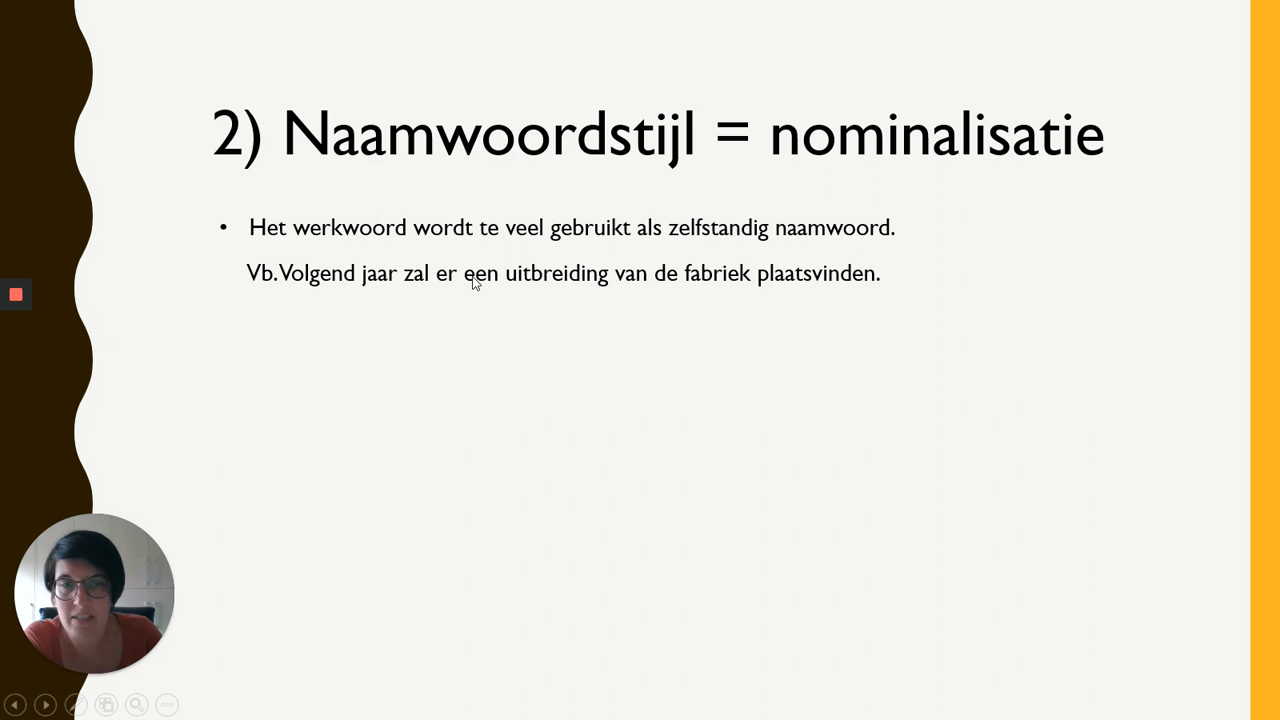 2) Naamwoordstijl = nominalisatie
• Het werkwoord wordt te veel gebruikt als zelfstandig naamwoord.
Vb. Volgend jaar zal er een uitbreiding van de fabriek plaatsvinden.